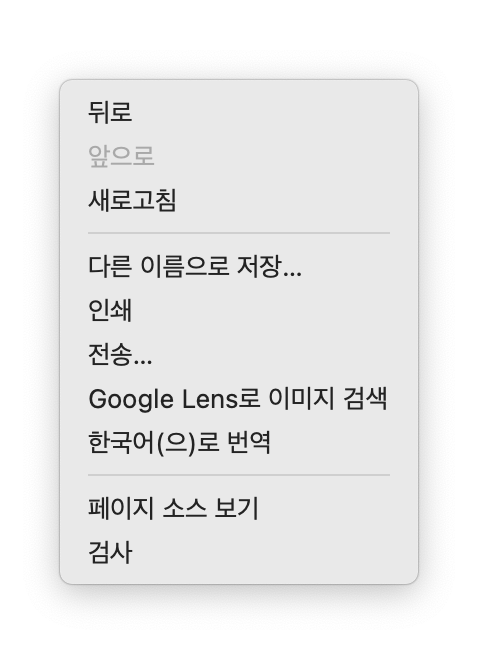 뒤로
앞으로
새로고침
다른 이름으로 저장...
인쇄
전송...
Google Lens로 이미지 검색
한국어(으)로 번역
페이지 소스 보기
검사